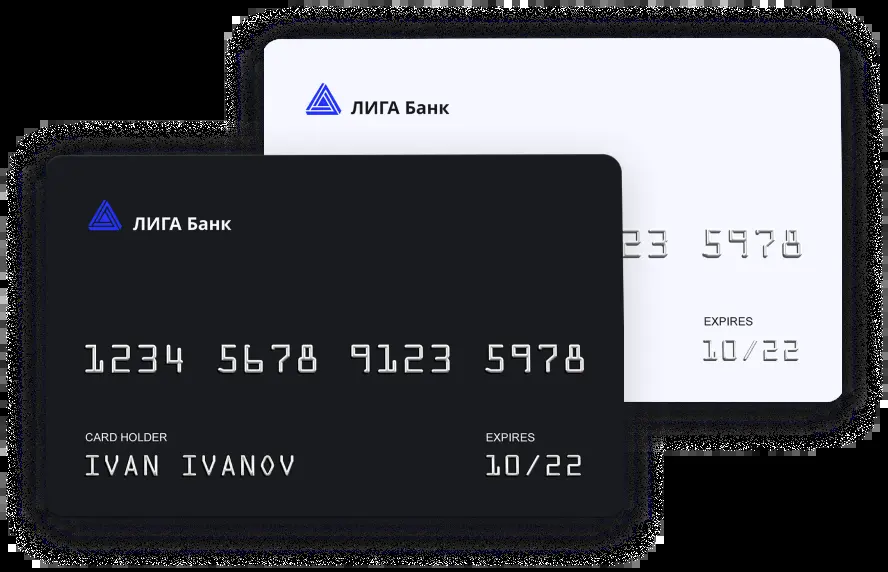 ЛИГА Банк
23 5978
EXPIRES
10/22
ЛИГА Банк
1234 5678 9123 5978
CARD HOLDER
IVAN IVANOV
EXPIRES
10/22